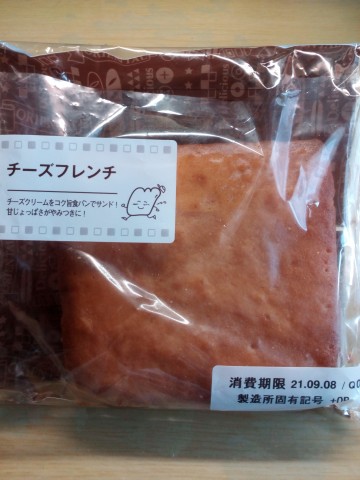 チーズフレンチ
チーズクリームをコク旨食パンでサンド！
甘じょっぱさがやみつきに！
消費期限 21.09.08 / Q0
製造所固有記号 +0P